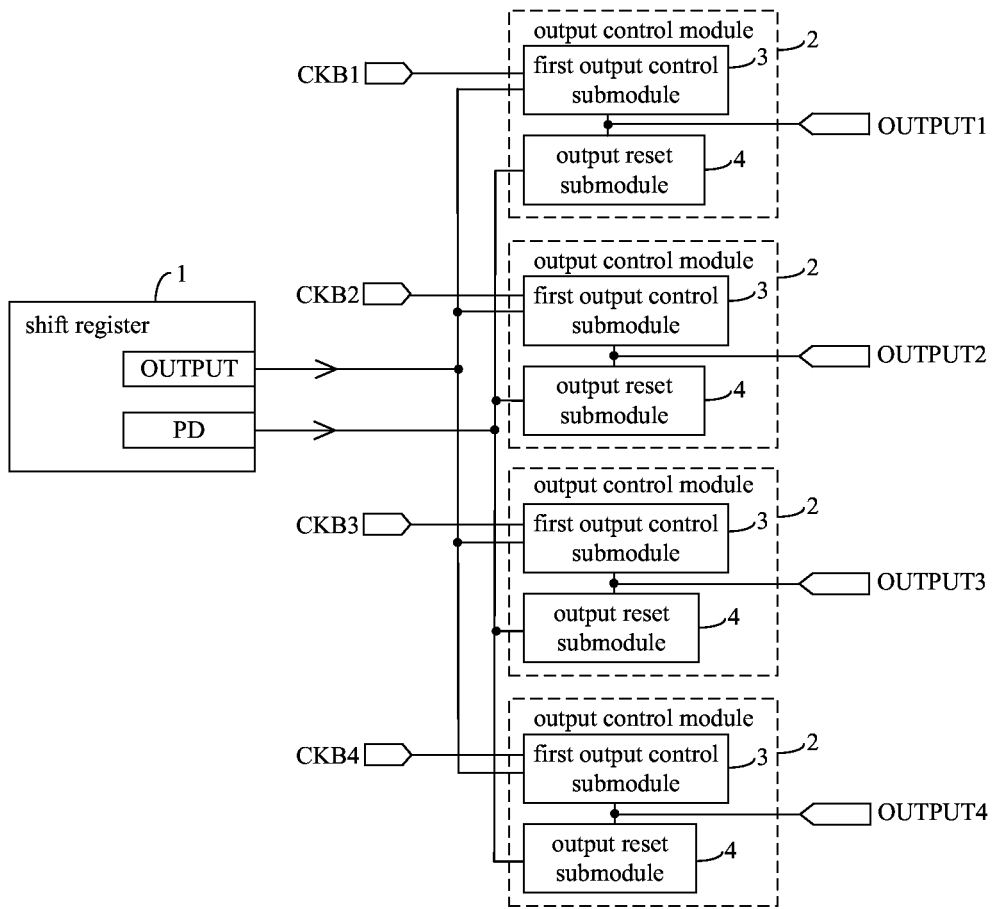 output control module
2
CKB1
first output control
submodule
3
OUTPUT1
output reset
submodule
4
output control module
2
CKB2
first output control
submodule
3
OUTPUT2
output reset
submodule
4
1
shift register
OUTPUT
PD
output control module
2
CKB3
first output control
submodule
3
OUTPUT3
output reset
submodule
4
output control module
2
CKB4
first output control
submodule
3
OUTPUT4
output reset
submodule
4